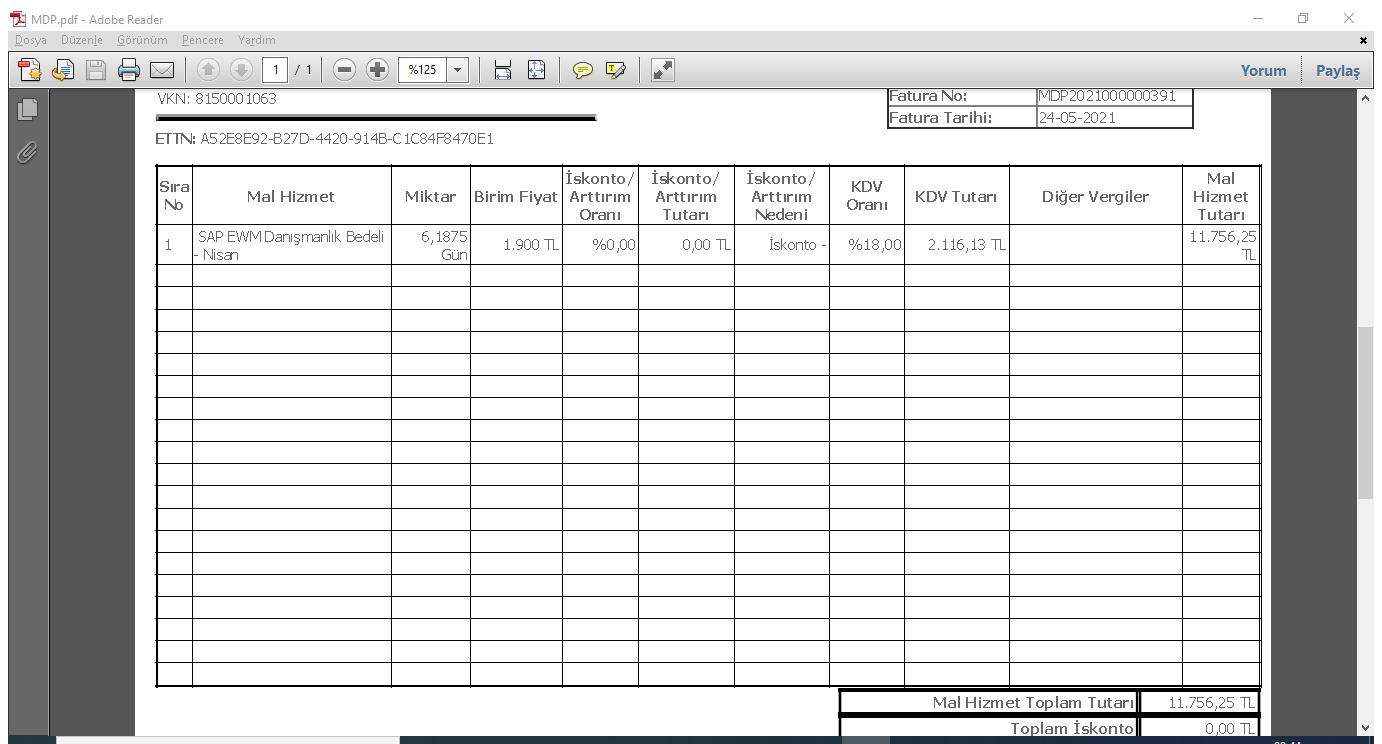 MDP.pdf - Adobe Reader
Dosya Düzenle Görünüm Pencere Yardım
1 / 1 %125 Yorum Paylaş
VKN: 8150001063
Fatura No: MDP2021000000391
Fatura Tarihi: 24-05-2021
ETTN: A52E8E92-B27D-4420-914B-C1C84F8470E1
Sıra No
Mal Hizmet
Miktar
Birim Fiyat
İskonto/ Arttırım Oranı
İskonto/ Arttırım Tutarı
İskonto/ Arttırım Nedeni
KDV Oranı
KDV Tutarı
Diğer Vergiler
Mal Hizmet Tutarı
1
SAP EWM Danışmanlık Bedeli
- Nisan
6,1875
Gün
1.900 TL
%0,00
0,00 TL
İskonto -
%18,00
2.116,13 TL
11.756,25
TL
Mal Hizmet Toplam Tutarı 11.756,25 TL
Toplam İskonto 0,00 TL